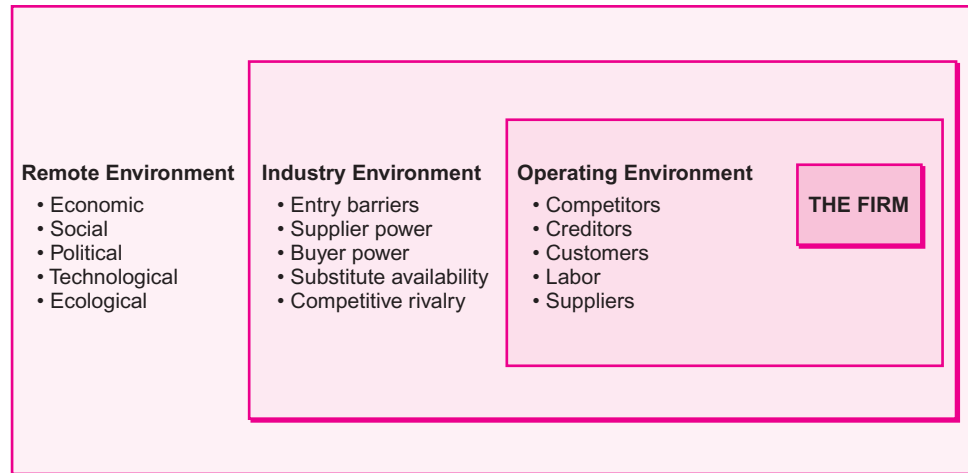 Remote Environment
• Economic
• Social
• Political
• Technological
• Ecological
Industry Environment
• Entry barriers
• Supplier power
• Buyer power
• Substitute availability
• Competitive rivalry
Operating Environment
• Competitors
• Creditors
• Customers
• Labor
• Suppliers
THE FIRM